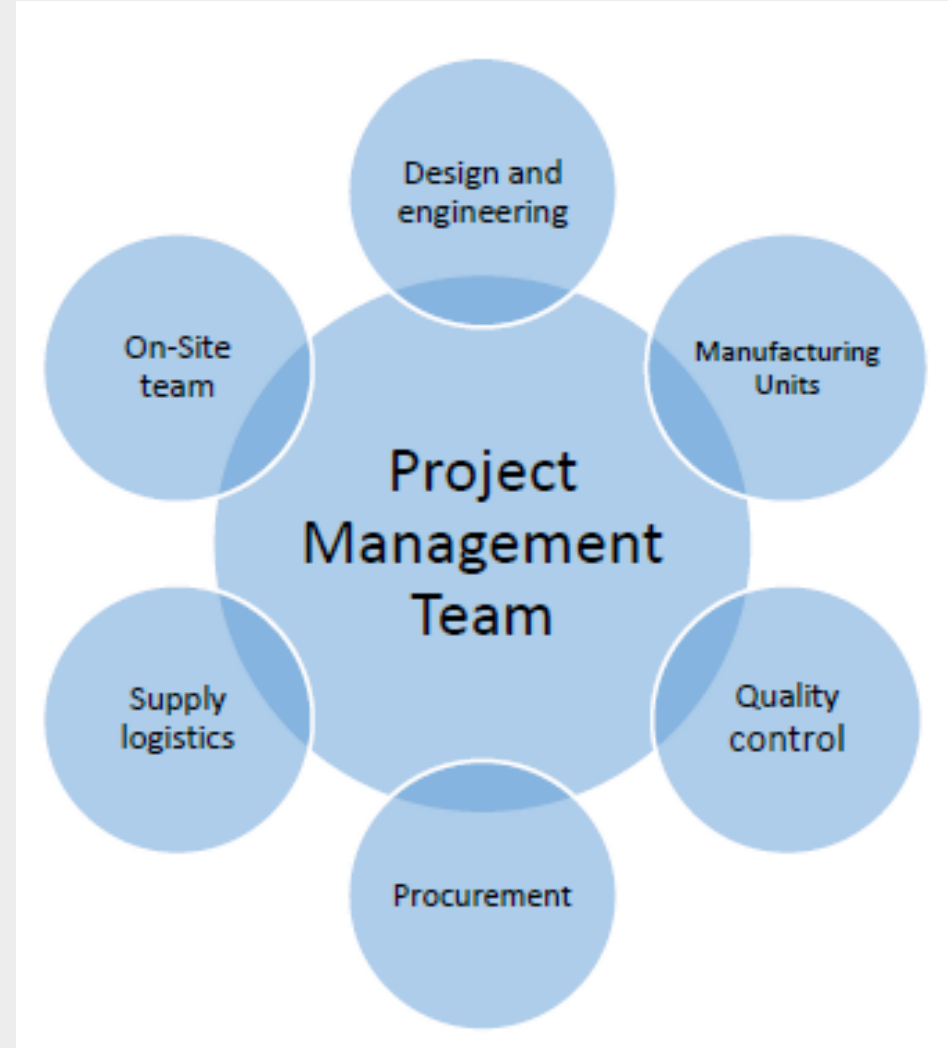 Design and
engineering
On-Site
team
Manufacturing
Units
Project
Management
Team
Supply
logistics
Quality
control
Procurement